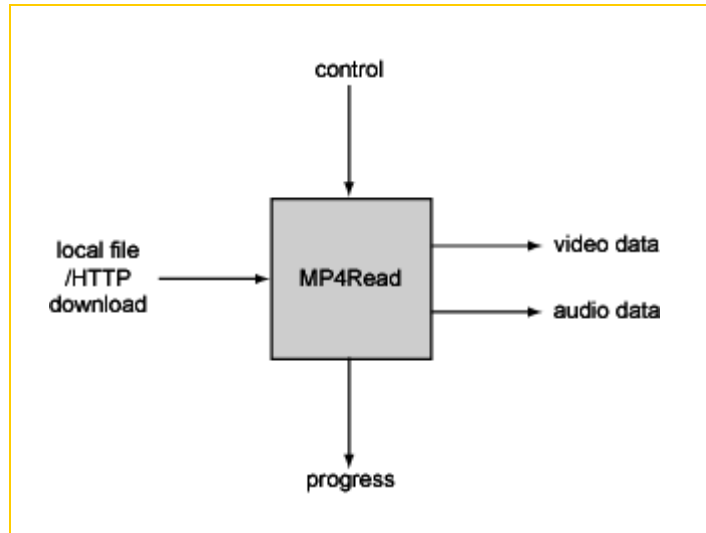 control
local file
/HTTP
download
MP4Read
video data
audio data
progress